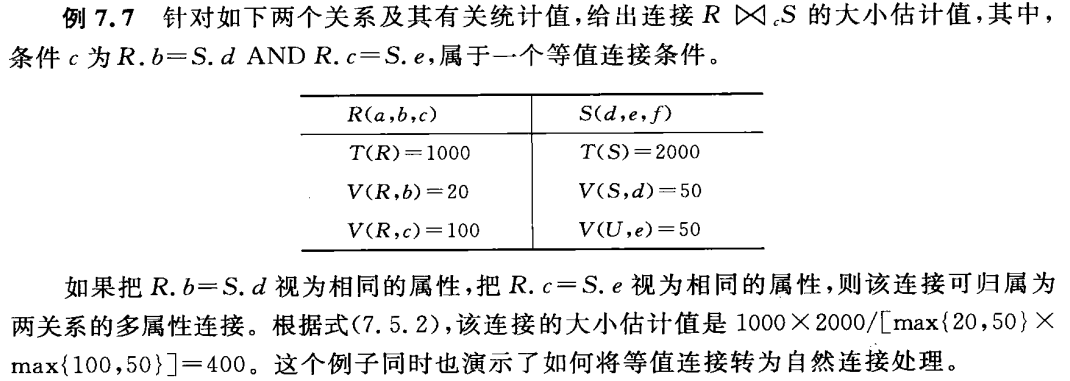 例 7.7 针对如下两个关系及其有关统计值,给出连接 R ⋈cS 的大小估计值,其中,
条件 c 为 R.b=S.d AND R.c=S.e,属于一个等值连接条件。
R(a,b,c) S(d,e,f)
T(R)=1000 T(S)=2000
V(R,b)=20 V(S,d)=50
V(R,c)=100 V(U,e)=50
如果把 R.b=S.d 视为相同的属性,把 R.c=S.e 视为相同的属性,则该连接可归属为
两关系的多属性连接。根据式(7.5.2),该连接的大小估计值是 1000×2000/[max{20,50}×
max{100,50}]=400。这个例子同时也演示了如何将等值连接转为自然连接处理。